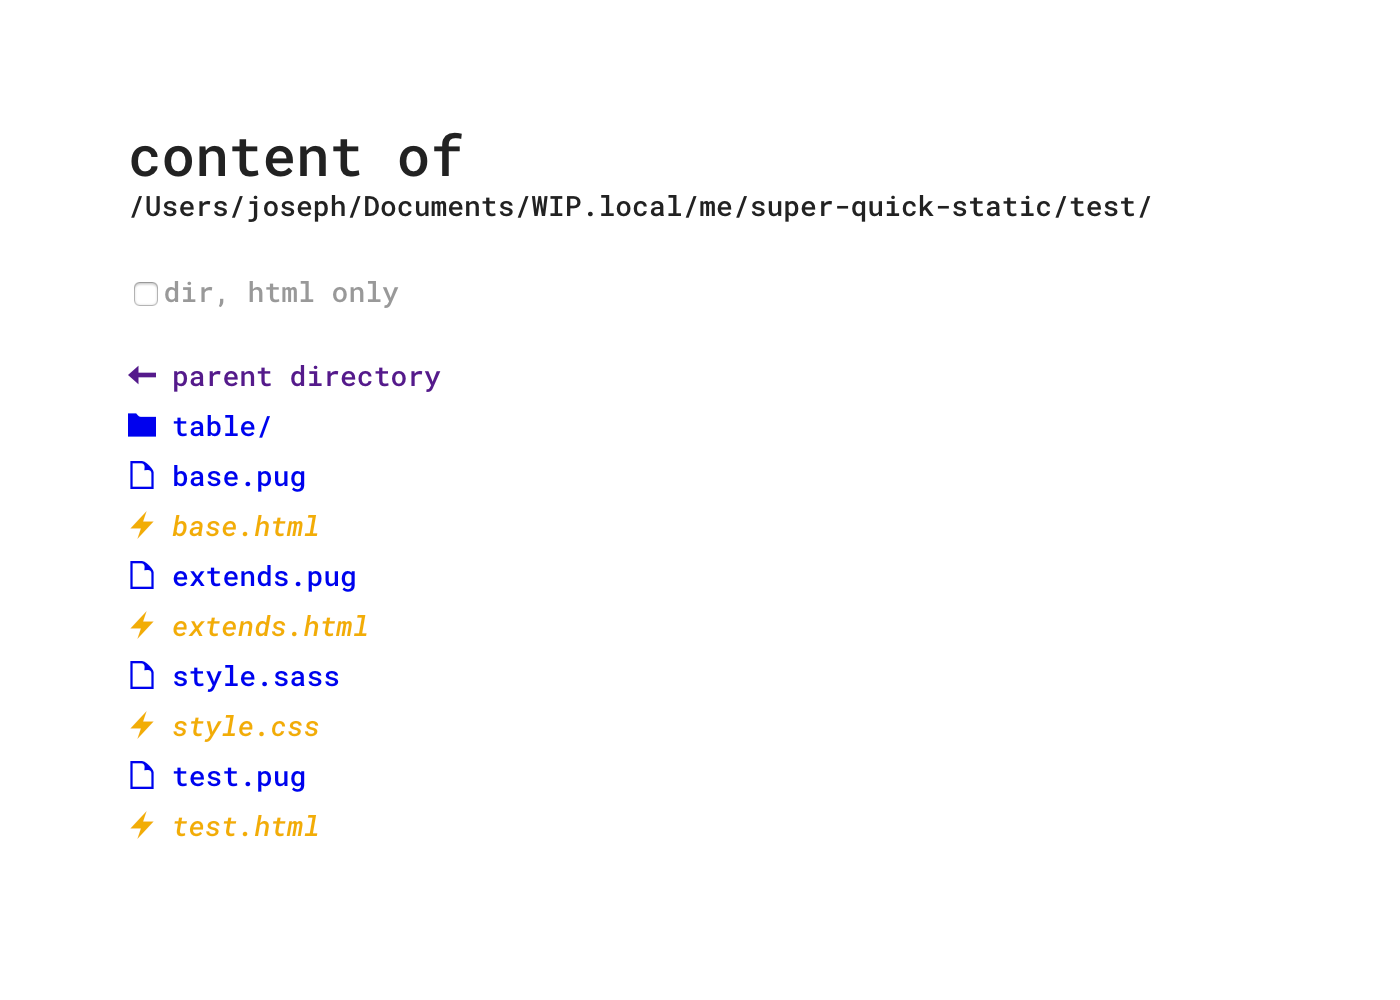 content of
/Users/joseph/Documents/WIP.local/me/super-quick-static/test/
dir, html only
parent directory
table/
base.pug
base.html
extends.pug
extends.html
style.sass
style.css
test.pug
test.html